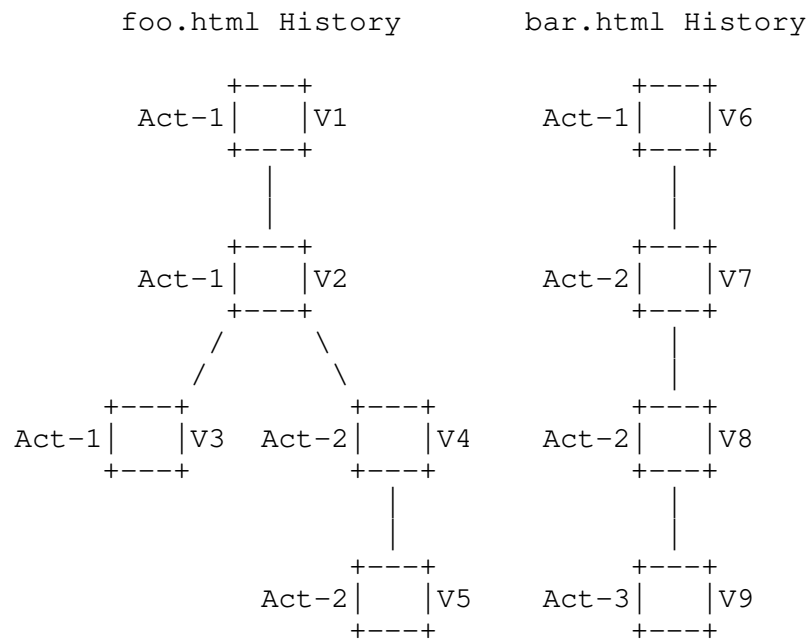 foo.html History bar.html History
+---+ +---+
Act-1| |V1 Act-1| |V6
+---+ +---+
| |
| |
+---+ +---+
Act-1| |V2 Act-2| |V7
+---+ +---+
/ \ |
/ \ |
+---+ +---+ +---+
Act-1| |V3 Act-2| |V4 Act-2| |V8
+---+ +---+ +---+
| |
| |
+---+ +---+
Act-2| |V5 Act-3| |V9
+---+ +---+